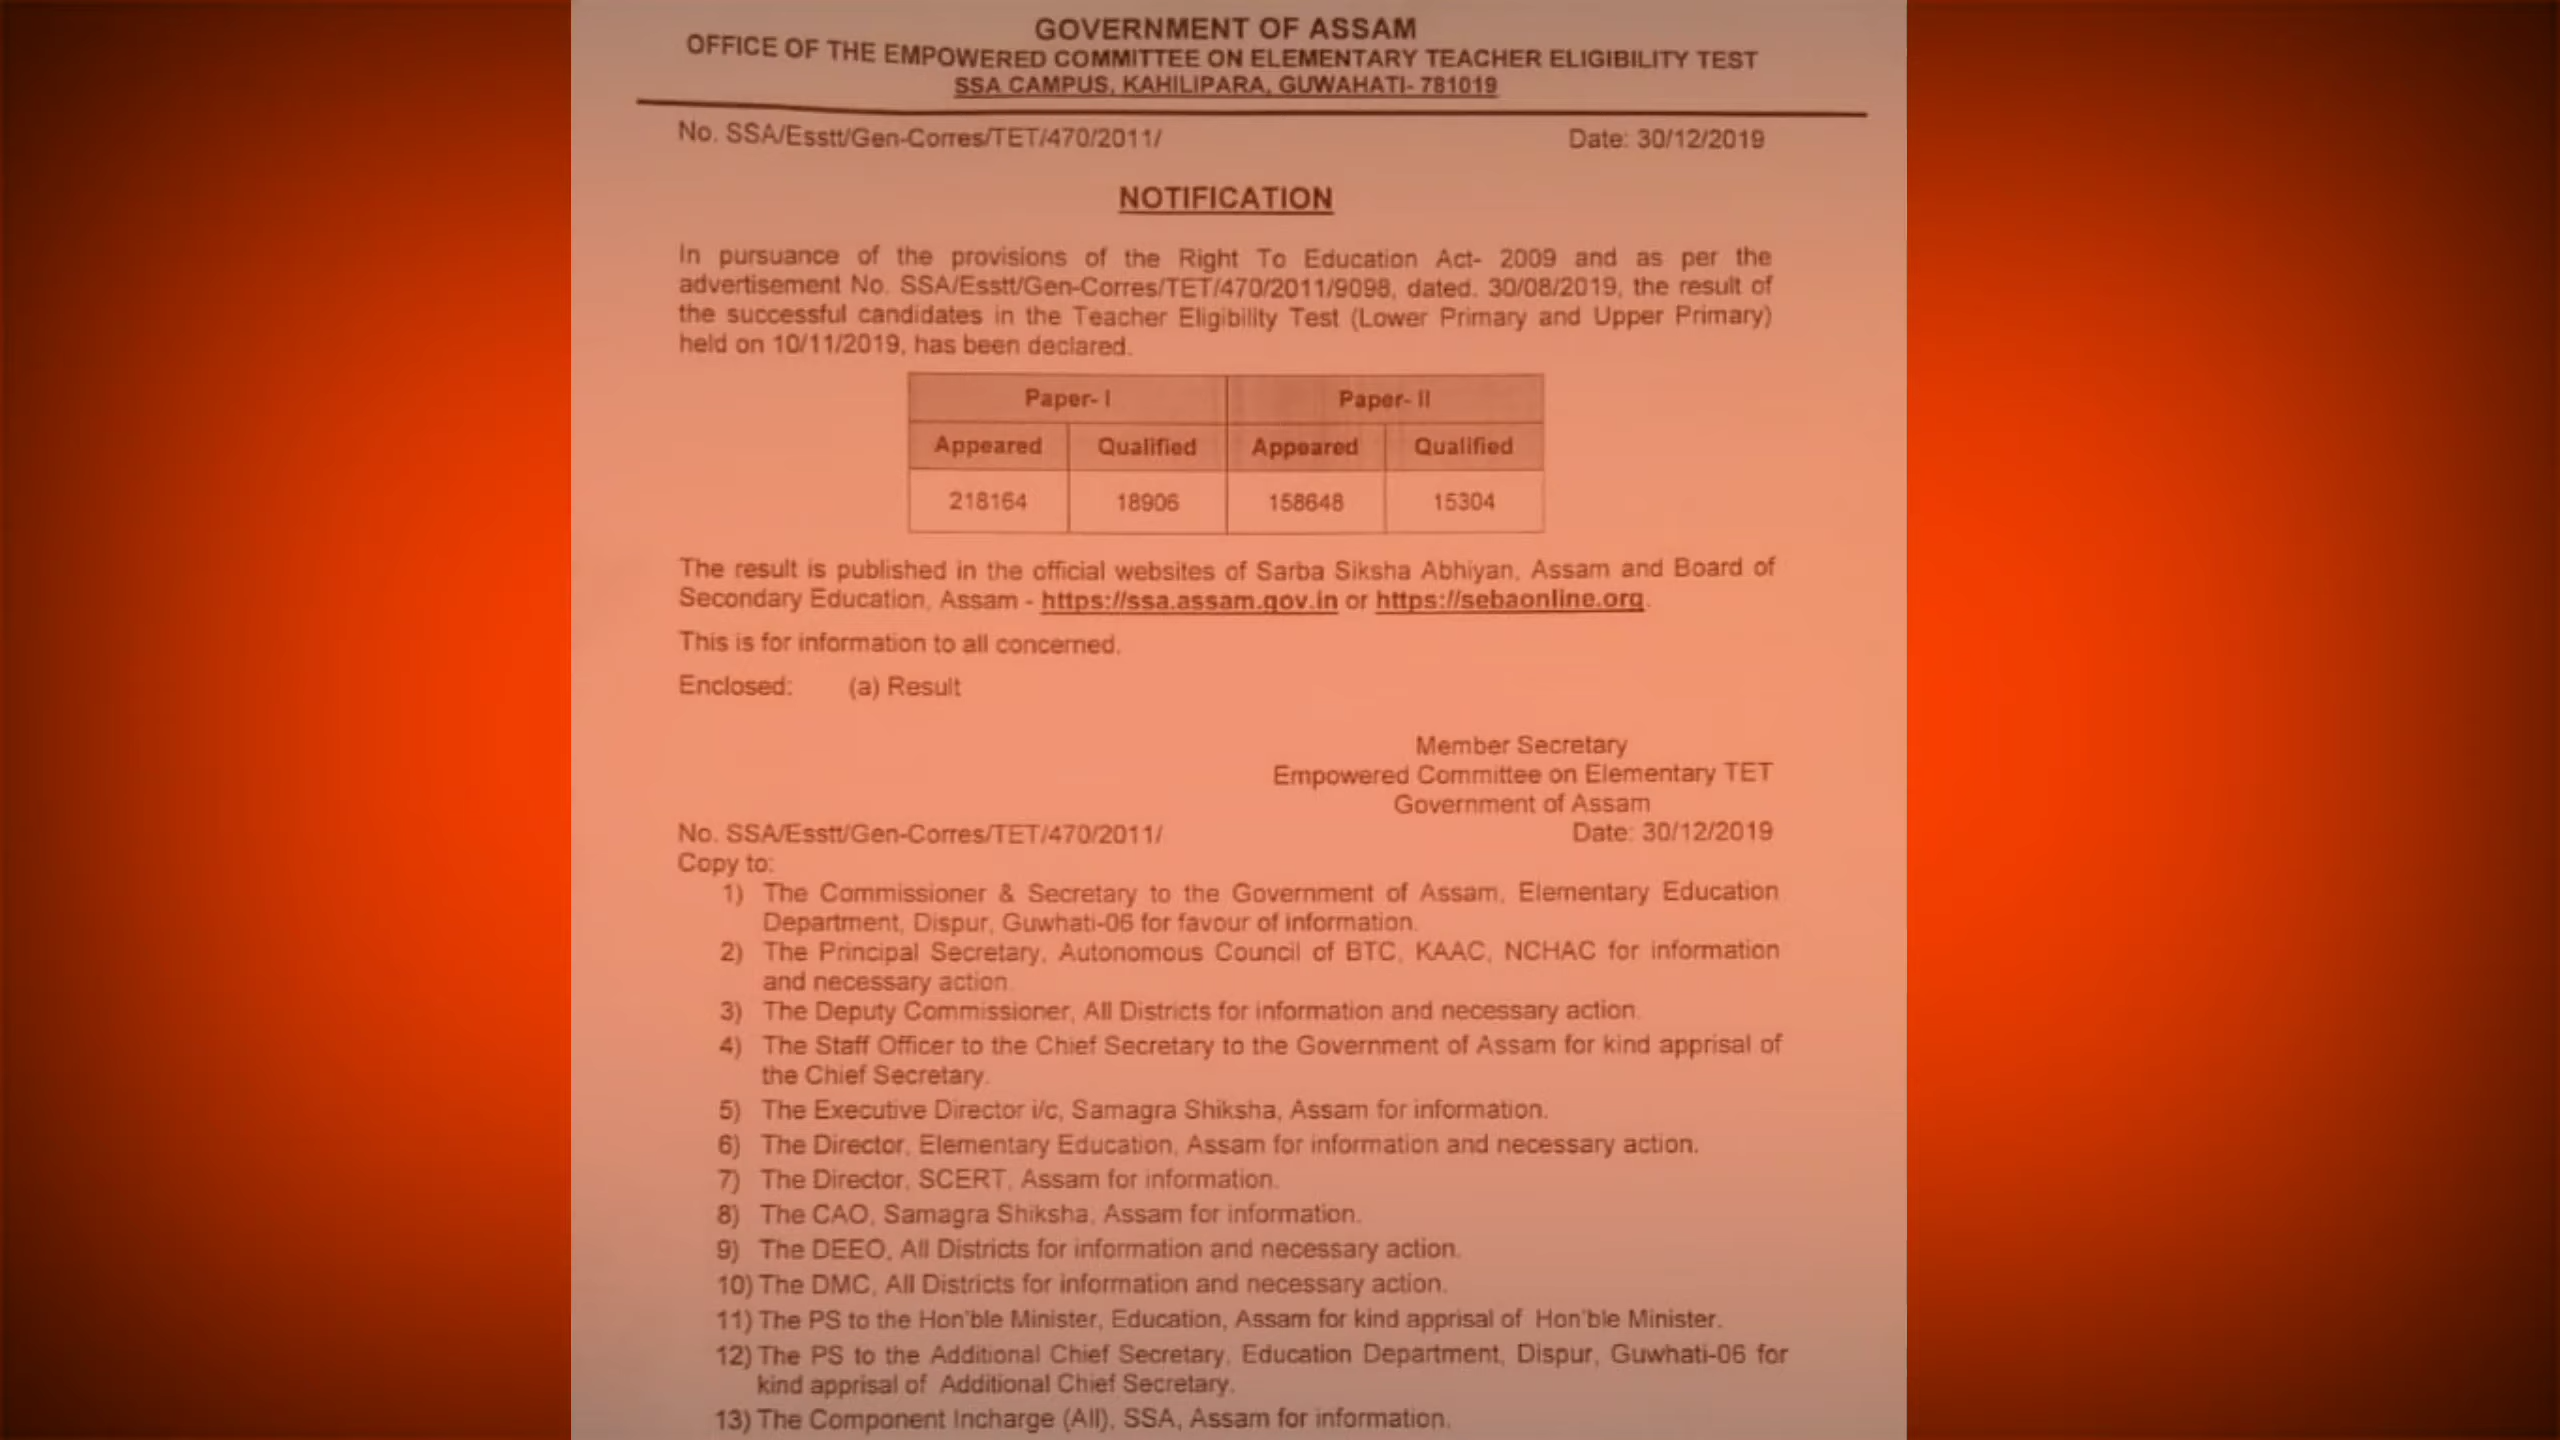 GOVERNMENT OF ASSAM
OFFICE OF THE EMPOWERED COMMITTEE ON ELEMENTARY TEACHER ELIGIBILITY TEST
SSA CAMPUS, KAHILIPARA, GUWAHATI- 781019
No. SSA/Esstt/Gen-Corres/TET/470/2011/ Date: 30/12/2019
NOTIFICATION
In pursuance of the provisions of the Right To Education Act- 2009 and as per the
advertisement No. SSA/Esstt/Gen-Corres/TET/470/2011/9098, dated. 30/08/2019, the result of
the successful candidates in the Teacher Eligibility Test (Lower Primary and Upper Primary)
held on 10/11/2019, has been declared.
Paper- I Paper- II
Appeared Qualified Appeared Qualified
218164 18906 158648 15304
The result is published in the official websites of Sarba Siksha Abhiyan, Assam and Board of
Secondary Education, Assam - https://ssa.assam.gov.in or https://sebaonline.org.
This is for information to all concerned.
Enclosed: (a) Result
Member Secretary
Empowered Committee on Elementary TET
Government of Assam
No. SSA/Esstt/Gen-Corres/TET/470/2011/ Date: 30/12/2019
Copy to:
1) The Commissioner & Secretary to the Government of Assam, Elementary Education
Department, Dispur, Guwhati-06 for favour of information.
2) The Principal Secretary, Autonomous Council of BTC, KAAC, NCHAC for information
and necessary action.
3) The Deputy Commissioner, All Districts for information and necessary action.
4) The Staff Officer to the Chief Secretary to the Government of Assam for kind apprisal of
the Chief Secretary.
5) The Executive Director i/c, Samagra Shiksha, Assam for information.
6) The Director, Elementary Education, Assam for information and necessary action.
7) The Director, SCERT, Assam for information.
8) The CAO, Samagra Shiksha, Assam for information.
9) The DEEO, All Districts for information and necessary action.
10) The DMC, All Districts for information and necessary action.
11) The PS to the Hon'ble Minister, Education, Assam for kind apprisal of Hon'ble Minister.
12) The PS to the Additional Chief Secretary, Education Department, Dispur, Guwhati-06 for
kind apprisal of Additional Chief Secretary.
13) The Component Incharge (All), SSA, Assam for information.